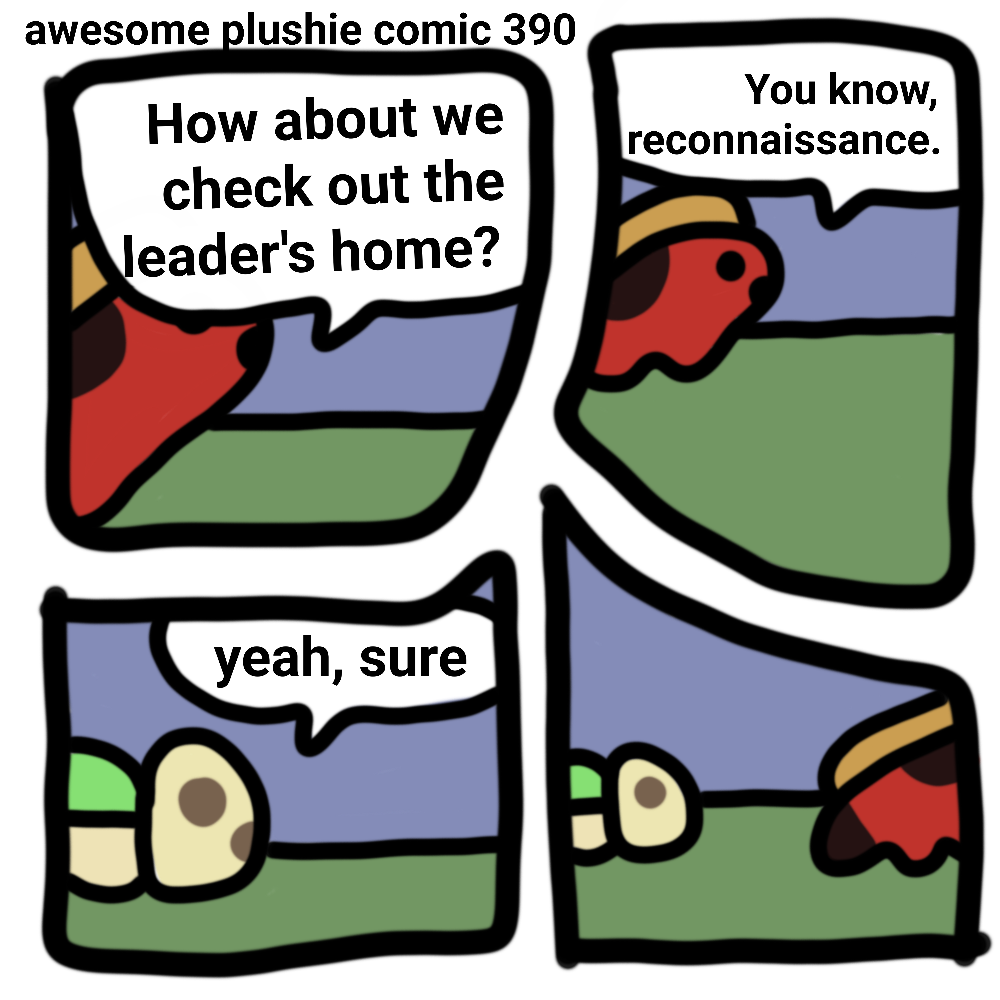 awesome plushie comic 390
How about we
check out the
leader's home?
You know,
reconnaissance.
yeah, sure